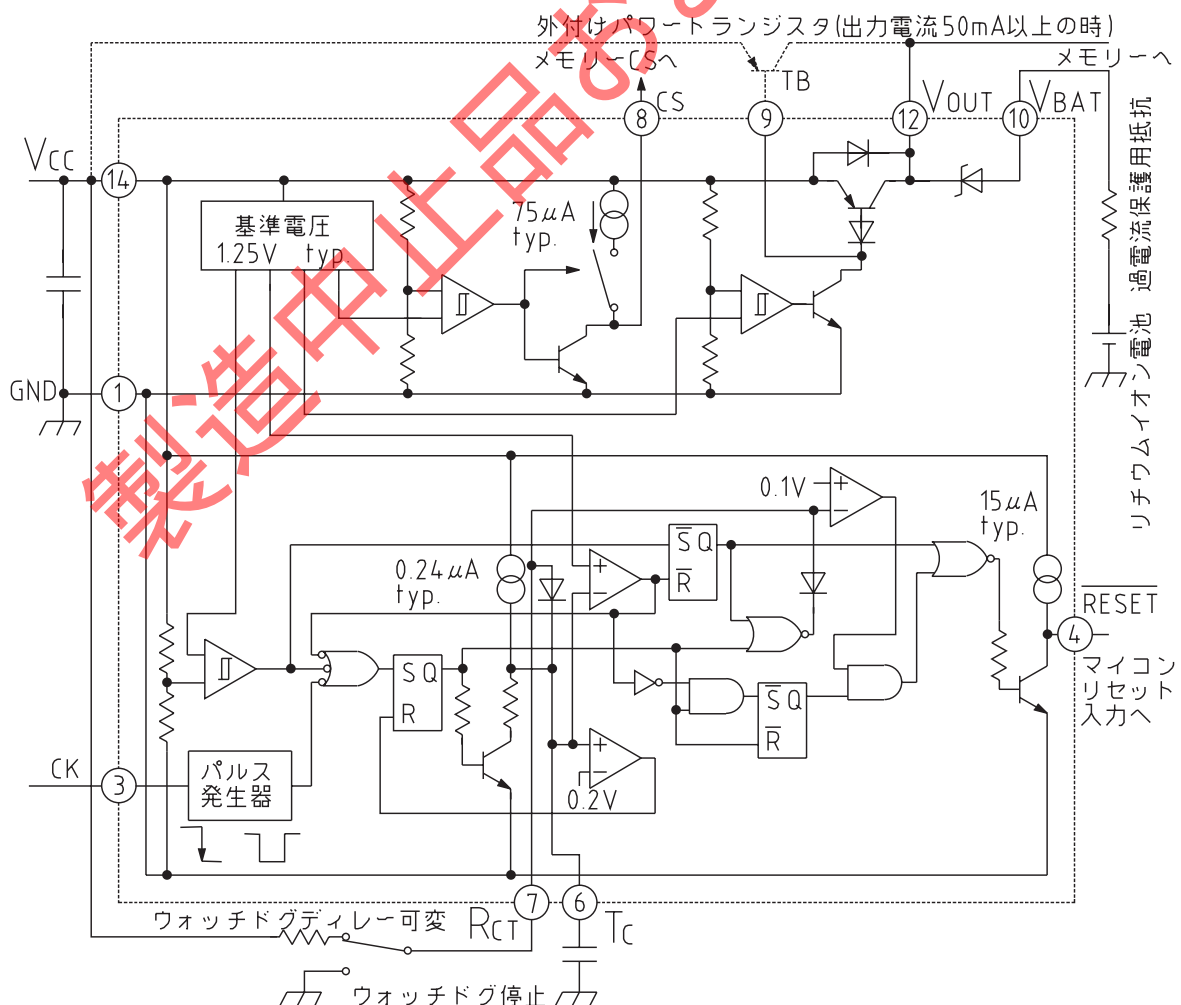 外付けパワートランジスタ(出力電流50mA以上の時)
メモリーCSへ
メモリーへ
TB
CS
8
9
12
VOUT
10
VBAT
VCC
14
過電流保護用抵抗
リチウムイオン電池
基準電圧
1.25V typ.
75μA
typ.
GND
1
製造中止品お
0.1V
15μA
typ.
S Q
R
0.24μA
typ.
RESET
4
マイコン
リセット
入力へ
S Q
R
S Q
R
CK
3
パルス
発生器
0.2V
7
6
ウォッチドグディレー可変
RCT
TC
ウォッチドグ停止